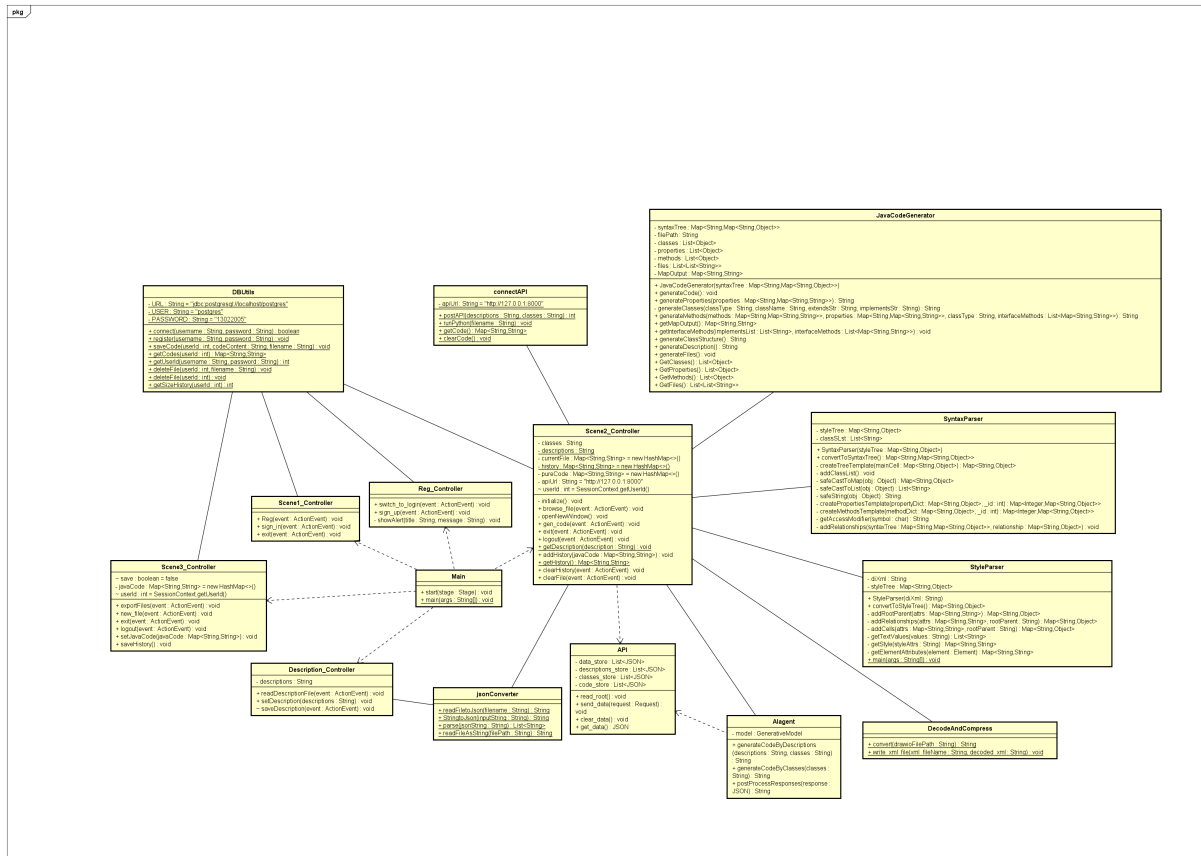 pkg
JavaCodeGenerator
- syntaxTree : Map<String,Map<String,Object>>
- filePath : String
- classes : List<Object>
- properties : List<Object>
- methods : List<Object>
- files : List<List<String>>
- MapOutput : Map<String,String>
+ JavaCodeGenerator(syntaxTree : Map<String,Map<String,Object>>)
+ generateCode() : void
+ generateProperties(properties : Map<String,Map<String,String>>) : String
- generateClasses(classType : String, className : String, extendsStr : String, implementsStr : String) : String
+ generateMethods(methods : Map<String,Map<String,String>>, properties : Map<String,Map<String,String>>, classType : String, interfaceMethods : List<Map<String,String>>) : String
+ getMapOutput() : Map<String,String>
+ getInterfaceMethods(implementsList : List<String>, interfaceMethods : List<Map<String,String>>) : void
+ generateClassStructure() : String
+ generateDescription() : String
+ generateFiles() : void
+ GetClasses() : List<Object>
+ GetProperties() : List<Object>
+ GetMethods() : List<Object>
+ GetFiles() : List<List<String>>
DBUtils
- URL : String = "jdbc:postgresql://localhost/postgres"
- USER : String = "postgres"
- PASSWORD : String = "13022005"
+ connect(username : String, password : String) : boolean
+ register(username : String, password : String) : void
+ saveCode(userId : int, codeContent : String, filename : String) : void
+ getCodes(userId : int) : Map<String,String>
+ getUserId(username : String, password : String) : int
+ deleteFile(userId : int, filename : String) : void
+ deleteFile(userId : int) : void
+ getSizeHistory(userId : int) : int
connectAPI
- apiUrl : String = "http://127.0.0.1:8000"
+ postAPI(descriptions : String, classes : String) : int
+ runPython(filename : String) : void
+ getCode() : Map<String,String>
+ clearCode() : void
Scene2_Controller
- classes : String
- descriptions : String
- currentFile : Map<String,String> = new HashMap<>()
- history : Map<String,String> = new HashMap<>()
- pureCode : Map<String,String> = new HashMap<>()
- apiUrl : String = "http://127.0.0.1:8000"
~ userId : int = SessionContext.getUserId()
- initialize() : void
+ browse_file(event : ActionEvent) : void
- openNewWindow() : void
+ gen_code(event : ActionEvent) : void
+ exit(event : ActionEvent) : void
+ logout(event : ActionEvent) : void
+ getDescription(description : String) : void
+ addHistory(javaCode : Map<String,String>) : void
+ getHistory() : Map<String,String>
+ clearHistory(event : ActionEvent) : void
+ clearFile(event : ActionEvent) : void
SyntaxParser
- styleTree : Map<String,Object>
- classSLst : List<String>
+ SyntaxParser(styleTree : Map<String,Object>)
+ convertToSyntaxTree() : Map<String,Map<String,Object>>
- createTreeTemplate(mainCell : Map<String,Object>) : Map<String,Object>
- addClassList() : void
- safeCastToMap(obj : Object) : Map<String,Object>
- safeCastToList(obj : Object) : List<String>
- safeString(obj : Object) : String
- createPropertiesTemplate(propertyDict : Map<String,Object>, _id : int) : Map<Integer,Map<String,Object>>
- createMethodsTemplate(methodDict : Map<String,Object>, _id : int) : Map<Integer,Map<String,Object>>
- getAccessModifier(symbol : char) : String
- addRelationships(syntaxTree : Map<String,Map<String,Object>>, relationship : Map<String,Object>) : void
Scene1_Controller
+ Reg(event : ActionEvent) : void
+ sign_in(event : ActionEvent) : void
+ exit(event : ActionEvent) : void
Reg_Controller
+ switch_to_login(event : ActionEvent) : void
+ sign_up(event : ActionEvent) : void
- showAlert(title : String, message : String) : void
Scene3_Controller
~ save : boolean = false
- javaCode : Map<String,String> = new HashMap<>()
~ userId : int = SessionContext.getUserId()
+ exportFiles(event : ActionEvent) : void
+ new_file(event : ActionEvent) : void
+ exit(event : ActionEvent) : void
+ logout(event : ActionEvent) : void
+ setJavaCode(javaCode : Map<String,String>) : void
+ saveHistory() : void
Main
+ start(stage : Stage) : void
+ main(args : String[]) : void
StyleParser
- diXml : String
- styleTree : Map<String,Object>
+ StyleParser(diXml : String)
+ convertToStyleTree() : Map<String,Object>
- addRootParent(attrs : Map<String,String>) : Map<String,Object>
- addRelationships(attrs : Map<String,String>, rootParent : String) : Map<String,Object>
- addCells(attrs : Map<String,String>, rootParent : String) : Map<String,Object>
- getTextValues(values : String) : List<String>
- getStyle(styleAttrs : String) : Map<String,String>
- getElementAttributes(element : Element) : Map<String,String>
+ main(args : String[]) : void
Description_Controller
- descriptions : String
+ readDescriptionFile(event : ActionEvent) : void
+ setDescription(descriptions : String) : void
~ saveDescription(event : ActionEvent) : void
jsonConverter
+ readFiletoJson(filename : String) : String
+ StringtoJson(inputString : String) : String
+ parse(jsonString : String) : List<String>
+ readFileAsString(filePath : String) : String
API
- data_store : List<JSON>
- descriptions_store : List<JSON>
- classes_store : List<JSON>
- code_store : List<JSON>
+ read_root() : void
+ send_data(request : Request) :
void
+ clear_data() : void
+ get_data() : JSON
AIagent
- model : GenerativeModel
+ generateCodeByDescriptions
(descriptions : String, classes : String)
: String
+ generateCodeByClasses(classes :
String) : String
+ postProcessResponses(response :
JSON) : String
DecodeAndCompress
+ convert(drawioFilePath : String) : String
+ write_xml_file(xml_fileName : String, decoded_xml : String) : void